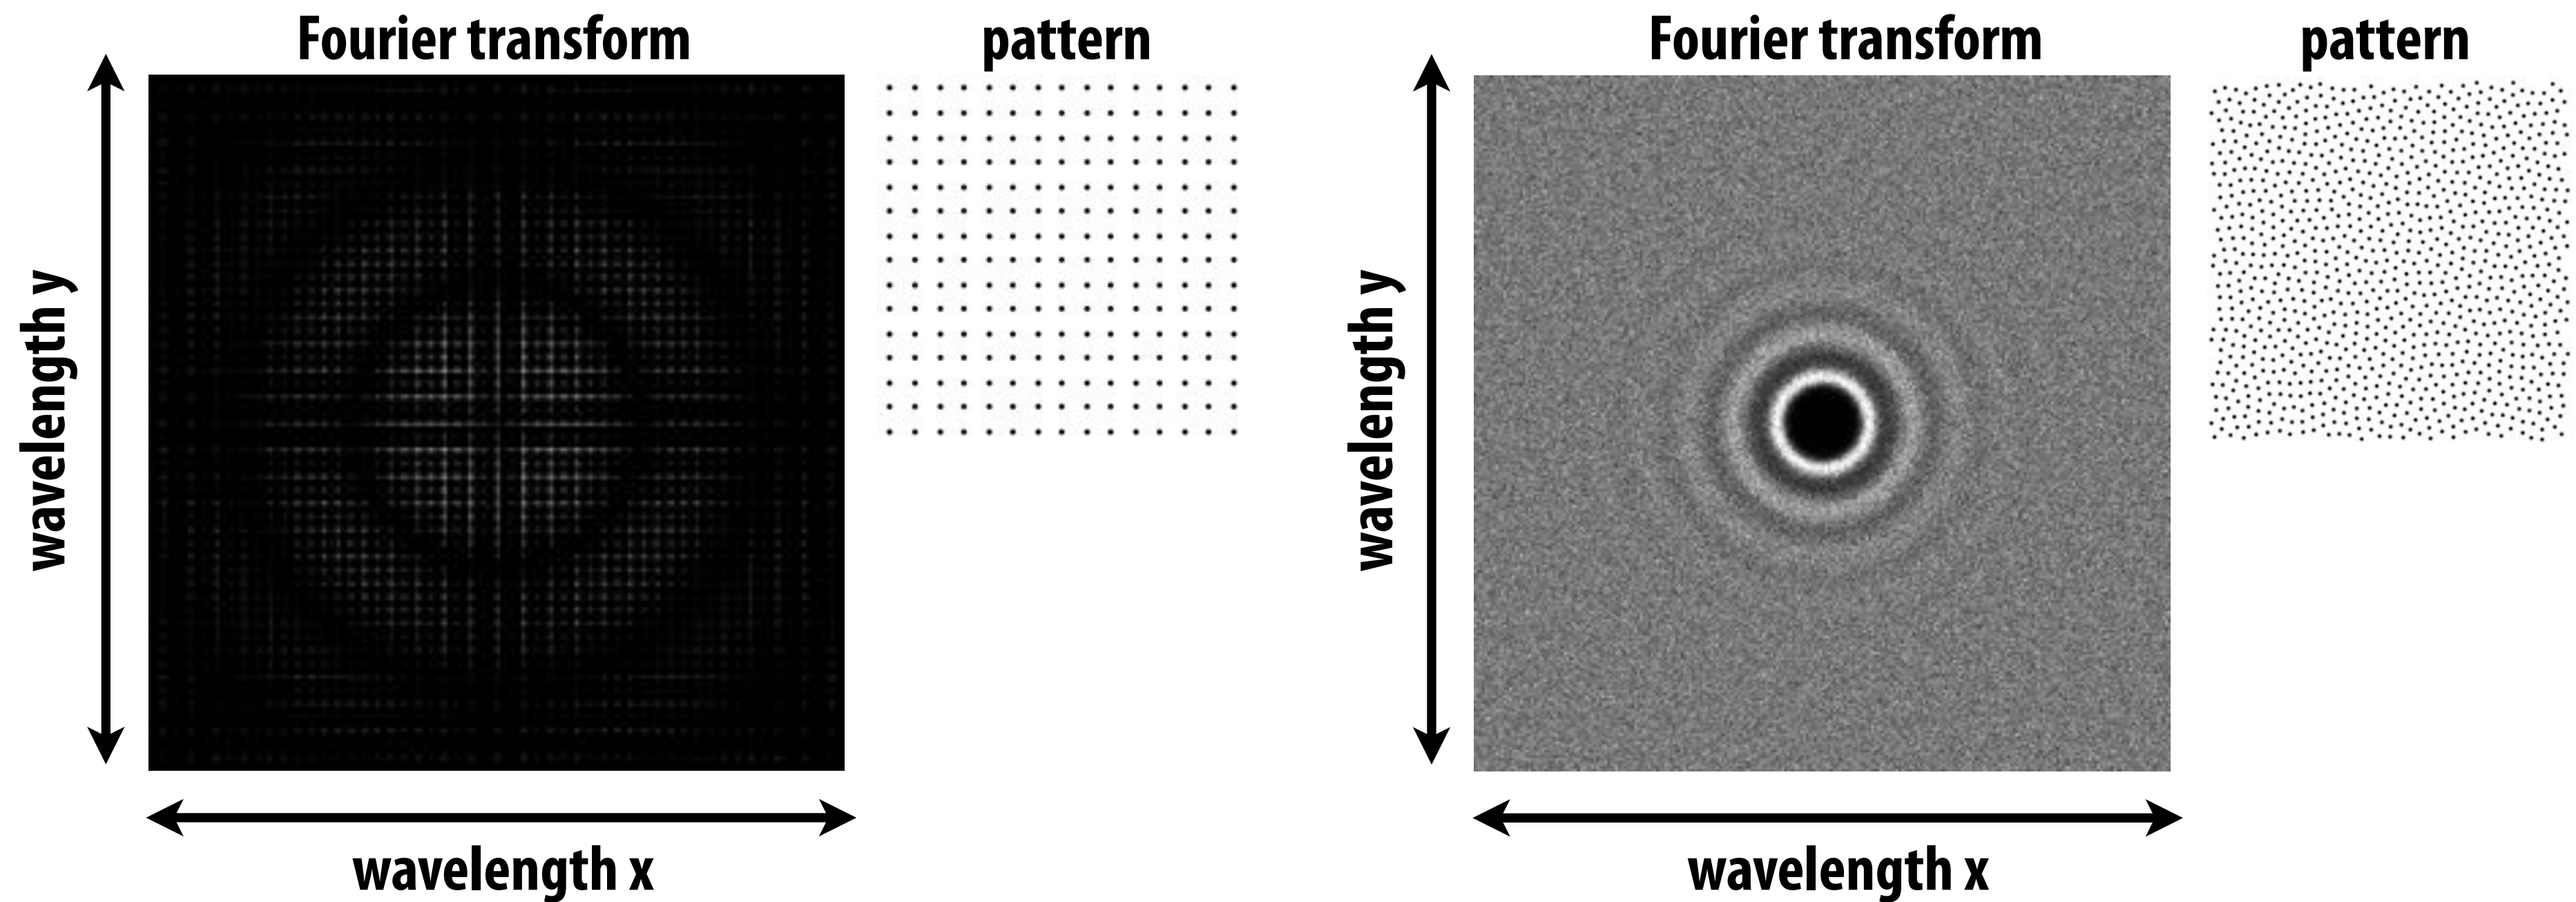 Fourier transform
pattern
wavelength y
wavelength x
Fourier transform
pattern
wavelength y
wavelength x